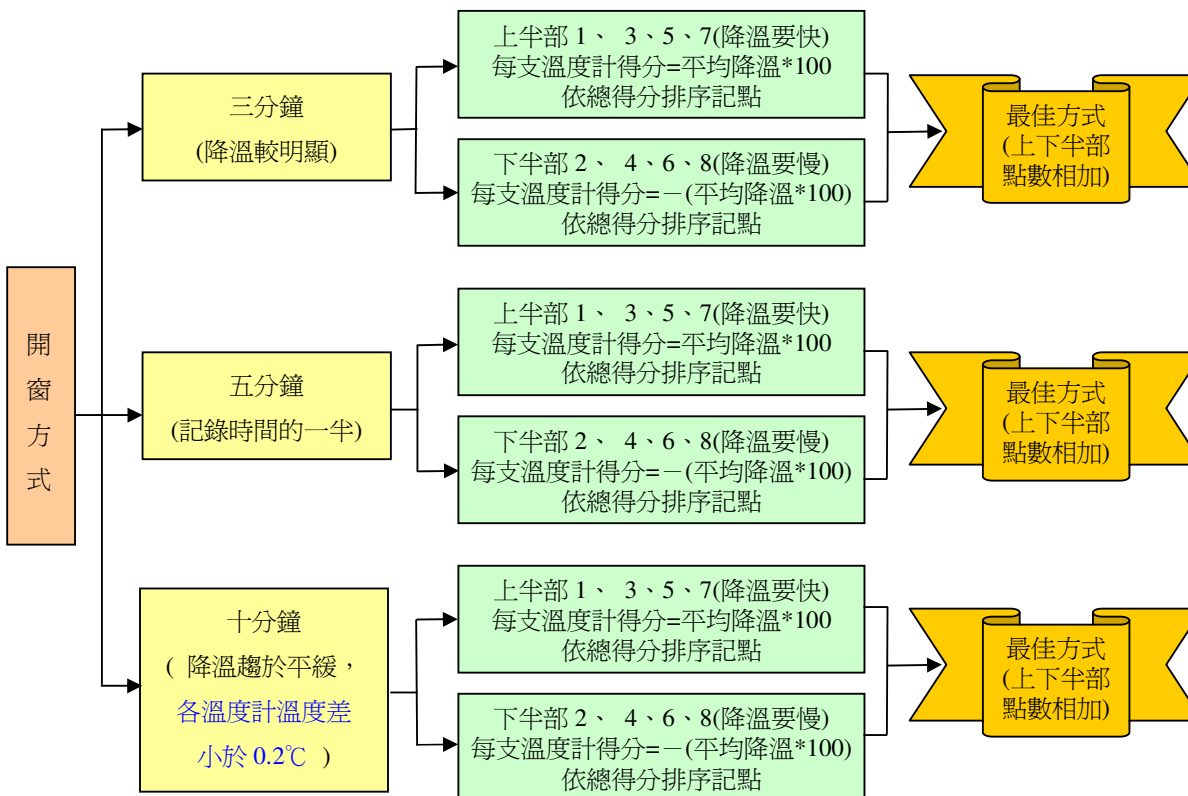 開
窗
方
式
三分鐘
(降溫較明顯)
上半部 1、 3、5、7(降溫要快)
每支溫度計得分=平均降溫*100
依總得分排序記點
下半部 2、 4、6、8(降溫要慢)
每支溫度計得分=－(平均降溫*100)
依總得分排序記點
最佳方式
(上下半部
點數相加)
五分鐘
(記錄時間的一半)
上半部 1、 3、5、7(降溫要快)
每支溫度計得分=平均降溫*100
依總得分排序記點
下半部 2、 4、6、8(降溫要慢)
每支溫度計得分=－(平均降溫*100)
依總得分排序記點
最佳方式
(上下半部
點數相加)
十分鐘
( 降溫趨於平緩，
各溫度計溫度差
小於 0.2℃ )
上半部 1、 3、5、7(降溫要快)
每支溫度計得分=平均降溫*100
依總得分排序記點
下半部 2、 4、6、8(降溫要慢)
每支溫度計得分=－(平均降溫*100)
依總得分排序記點
最佳方式
(上下半部
點數相加)